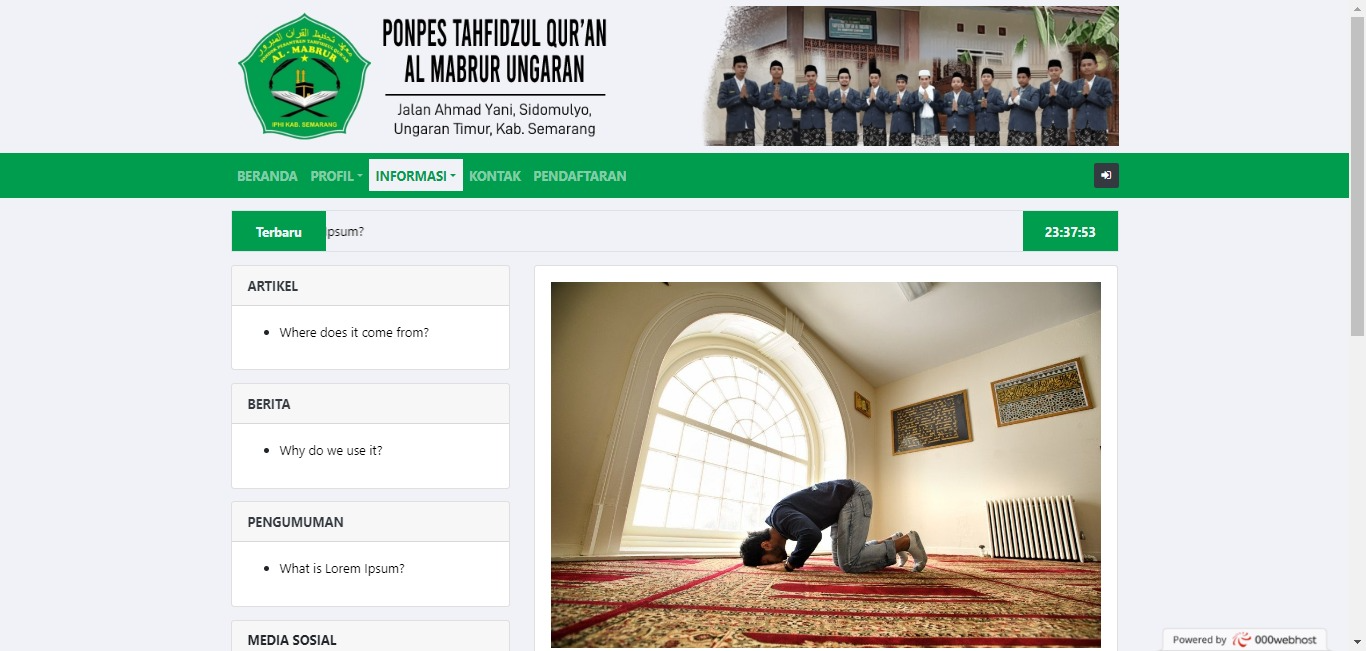 PONPES TAHFIDZUL QUR'AN
AL MABRUR UNGARAN
Jalan Ahmad Yani, Sidomulyo,
Ungaran Timur, Kab. Semarang
AL-MABRUR
IPHI KAB. SEMARANG
BERANDA PROFIL INFORMASI KONTAK PENDAFTARAN
Terbaru psum? 23:37:53
ARTIKEL
Where does it come from?
BERITA
Why do we use it?
PENGUMUMAN
What is Lorem Ipsum?
MEDIA SOSIAL
Powered by 000webhost